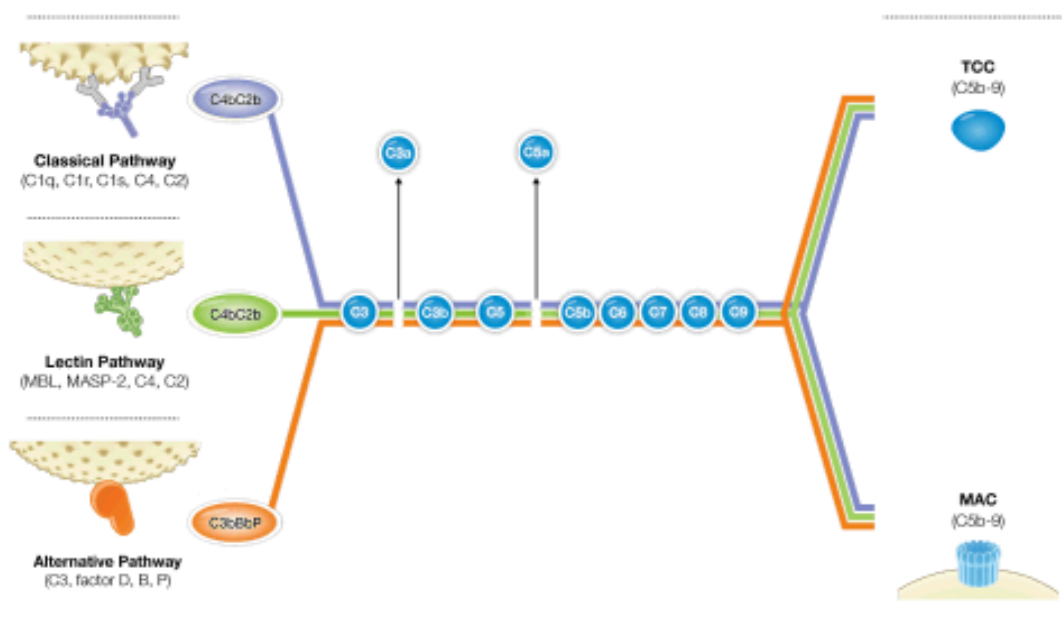 Classical Pathway
(C1q, C1r, C1s, C4, C2)
C4bC2b
Lectin Pathway
(MBL, MASP-2, C4, C2)
C4bC2b
Alternative Pathway
(C3, factor D, B, P)
C3bBbP
C3a
C5a
C3
C3b
C5
C5b
C6
C7
C8
C9
TCC
(C5b-9)
MAC
(C5b-9)